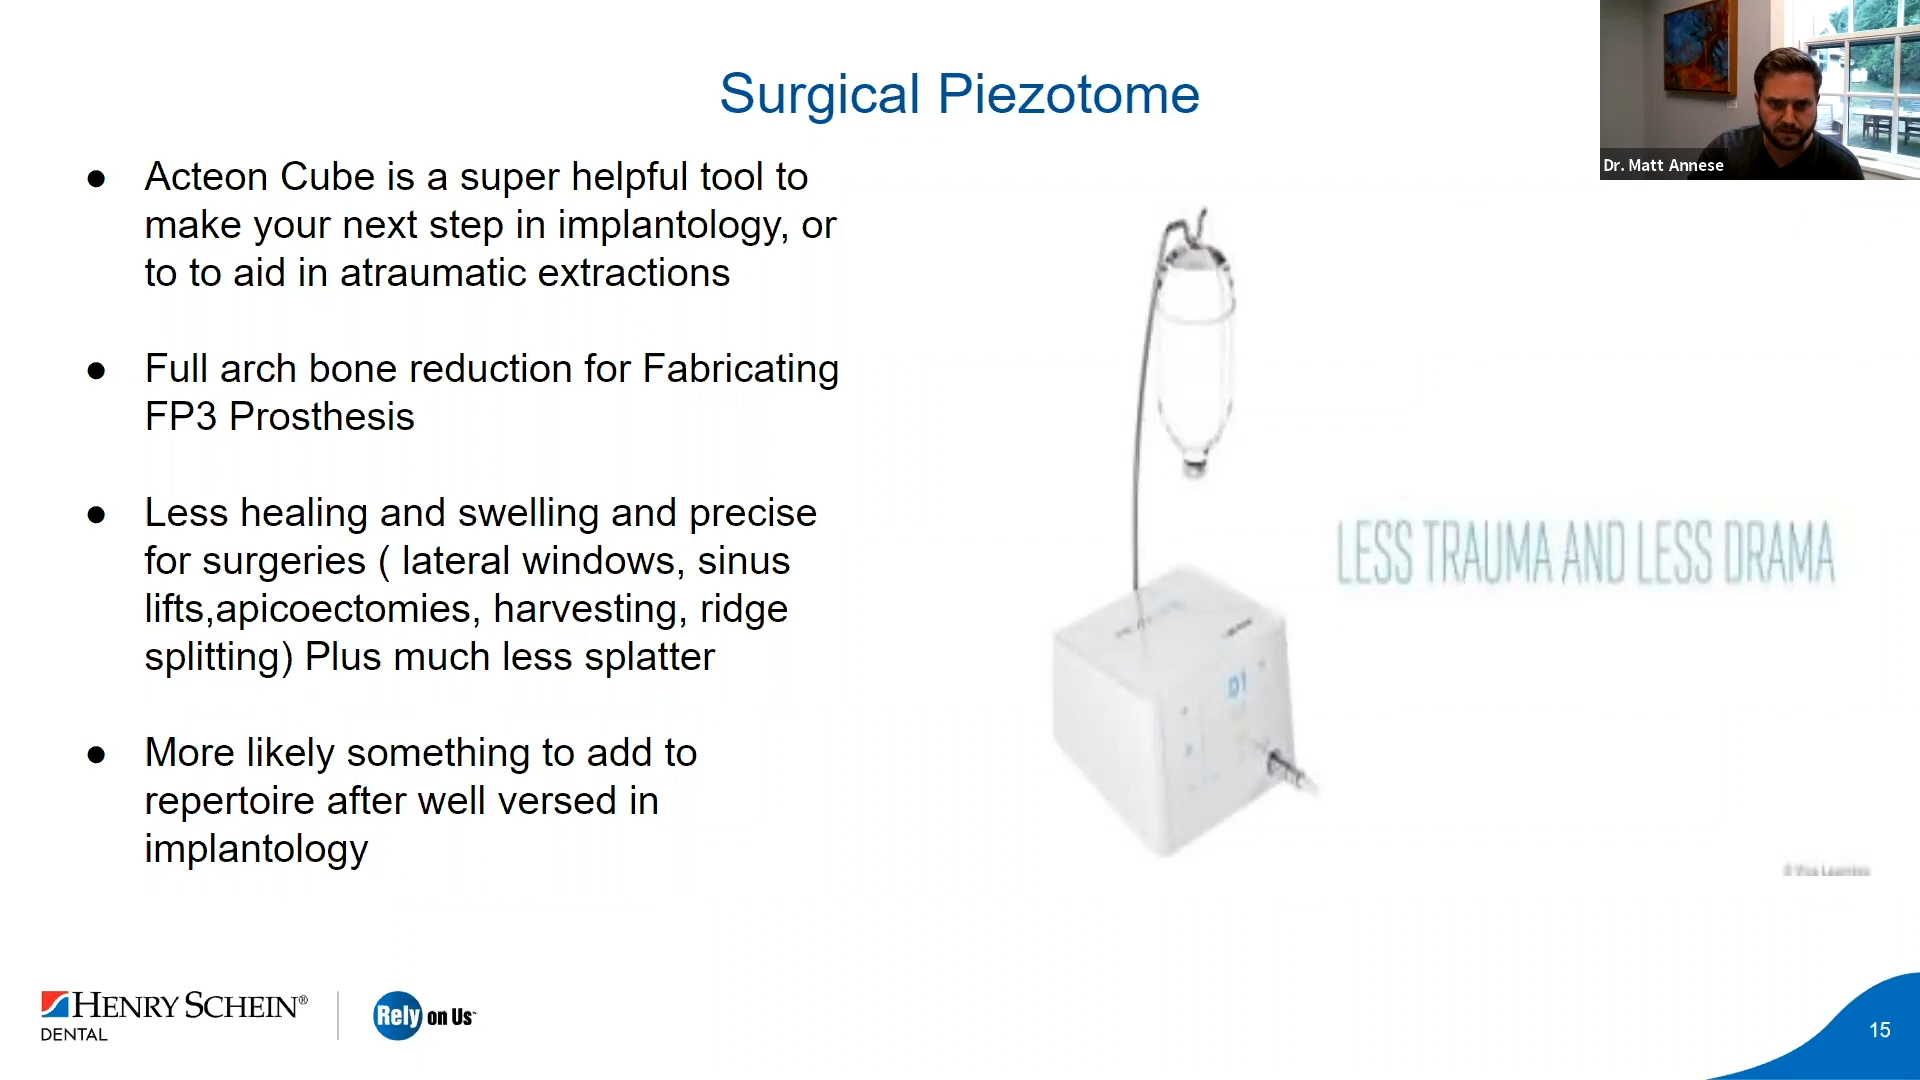 Surgical Piezotome
Dr. Matt Annese
● Acteon Cube is a super helpful tool to
make your next step in implantology, or
to to aid in atraumatic extractions
● Full arch bone reduction for Fabricating
FP3 Prosthesis
● Less healing and swelling and precise
for surgeries ( lateral windows, sinus
lifts,apicoectomies, harvesting, ridge
splitting) Plus much less splatter
● More likely something to add to
repertoire after well versed in
implantology
LESS TRAUMA AND LESS DRAMA
D1
HENRY SCHEIN®
DENTAL
Rely on Us™
15